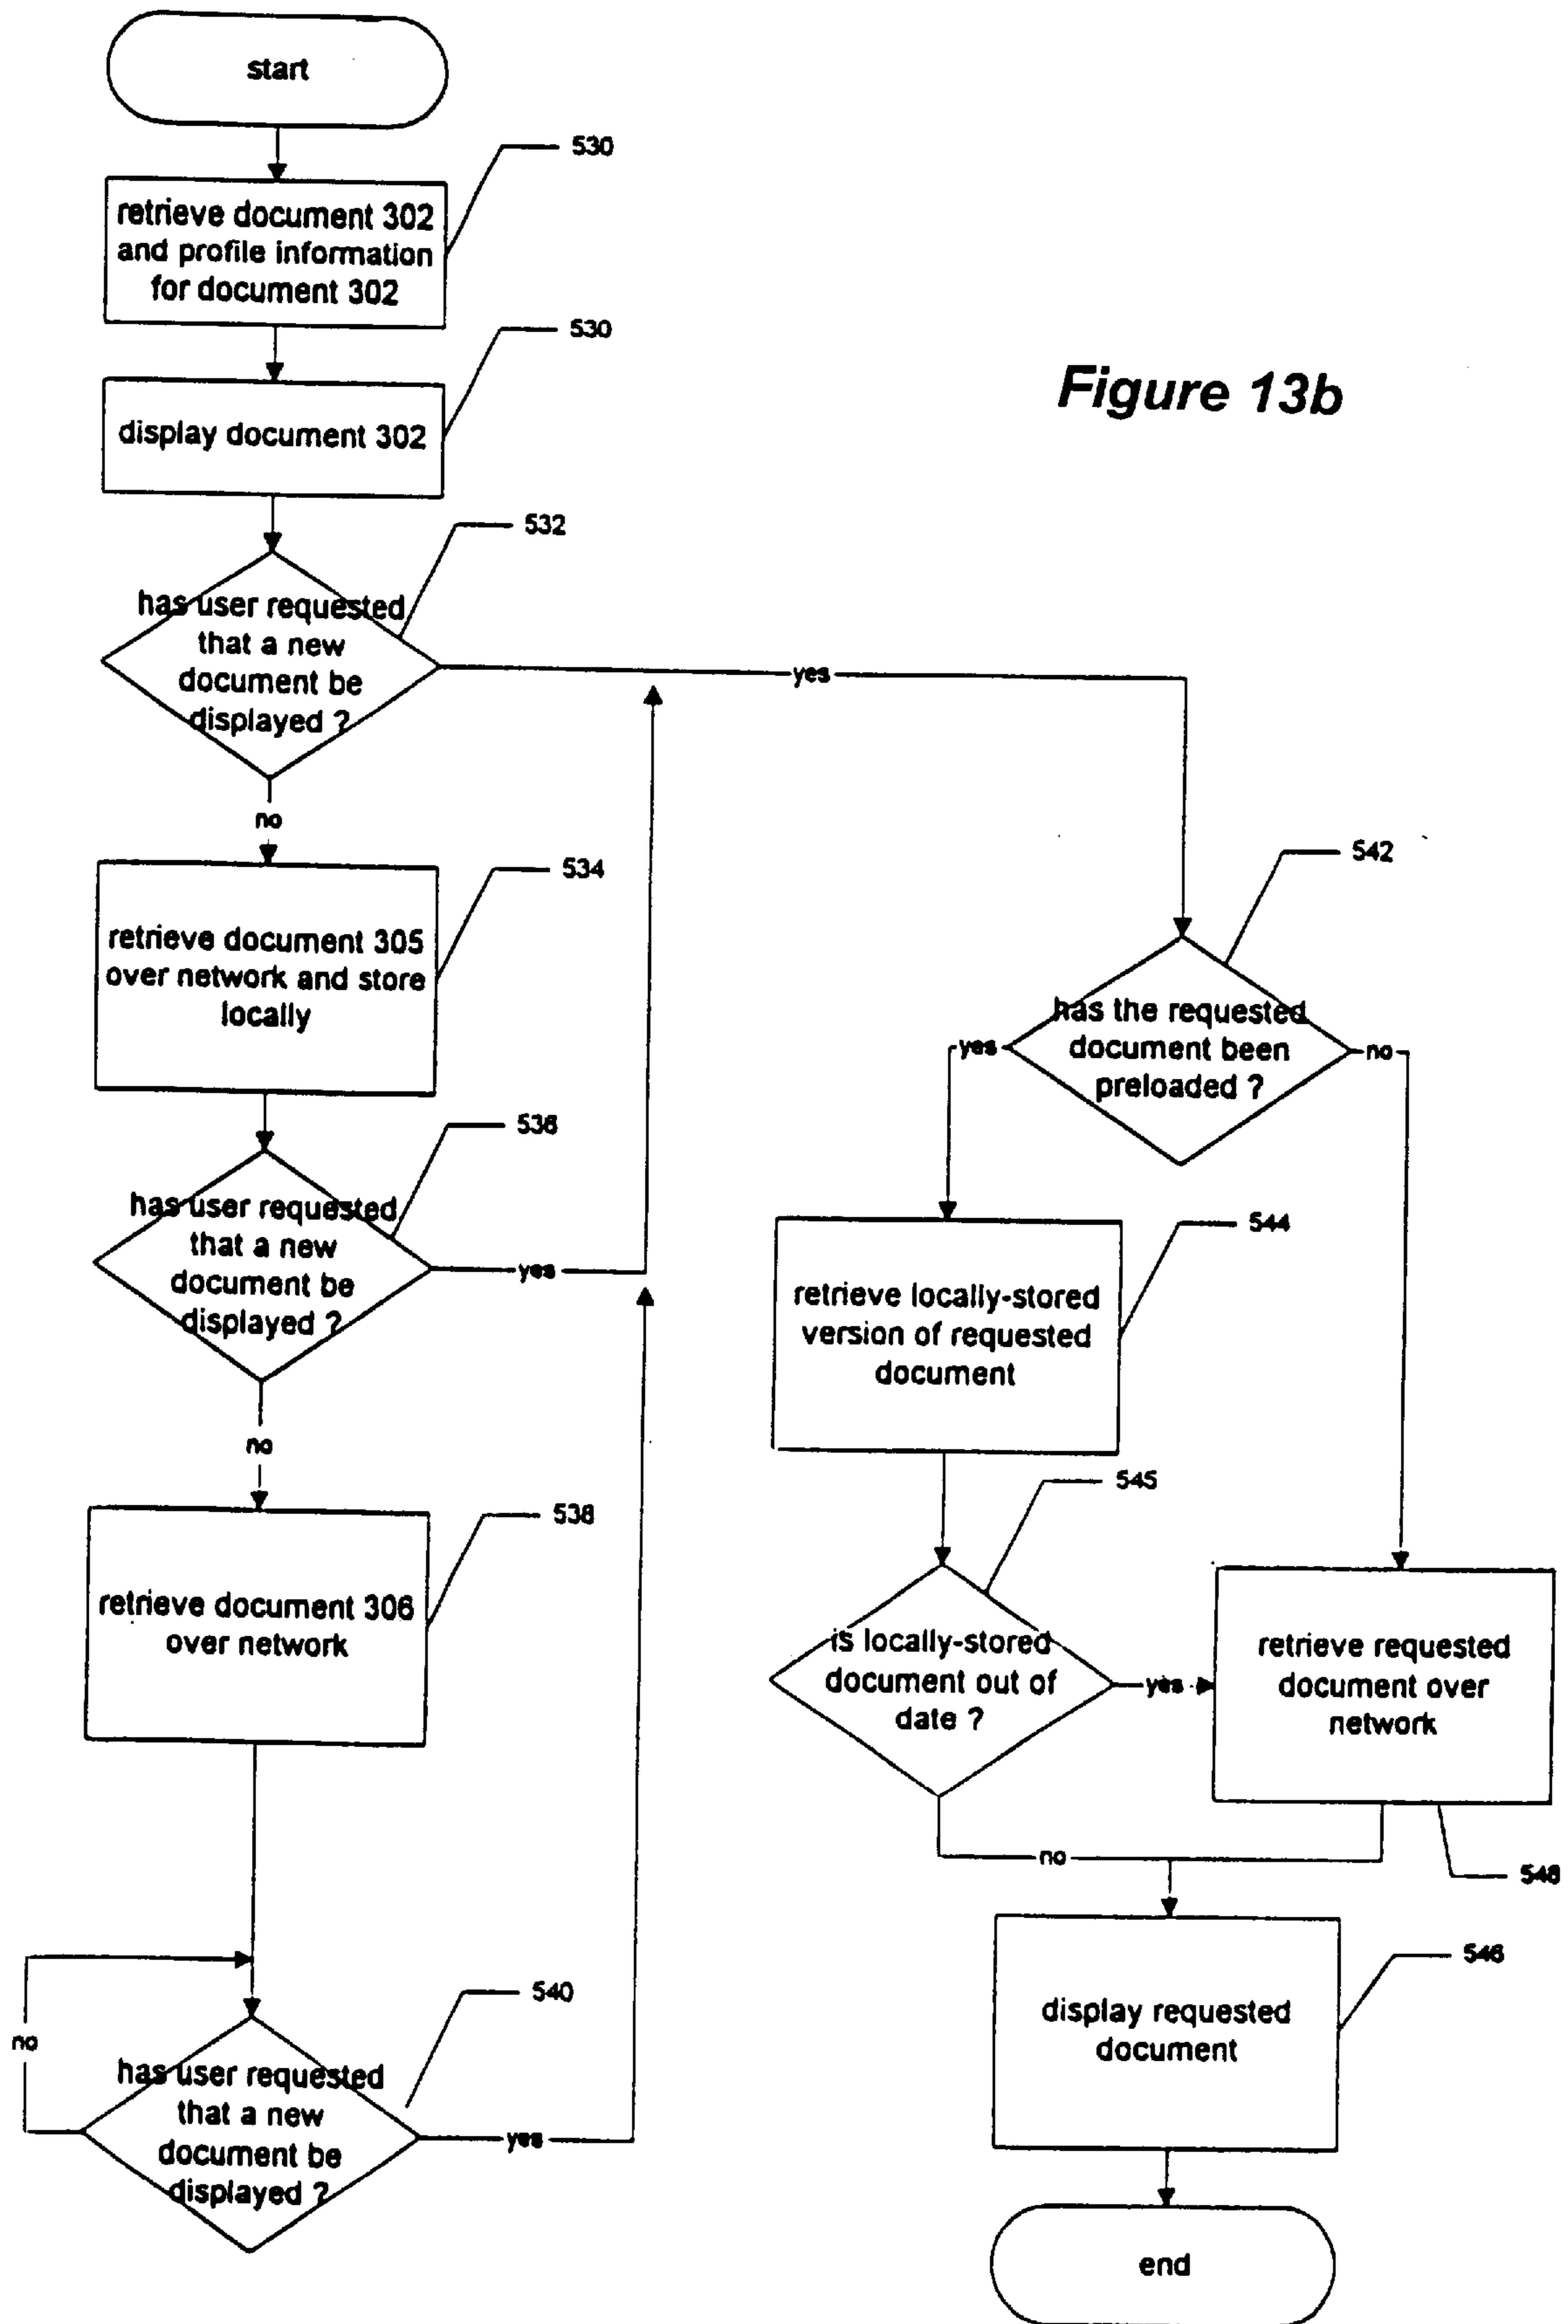 start
530
retrieve document 302
and profile information
for document 302
530
display document 302
Figure 13b
532
has user requested
that a new
document be
displayed ?
yes
no
534
retrieve document 305
over network and store
locally
536
has user requested
that a new
document be
displayed ?
yes
no
538
retrieve document 306
over network
540
has user requested
that a new
document be
displayed ?
no
yes
542
has the requested
document been
preloaded ?
yes
no
544
retrieve locally-stored
version of requested
document
545
is locally-stored
document out of
date ?
yes
no
retrieve requested
document over
network
548
546
display requested
document
end